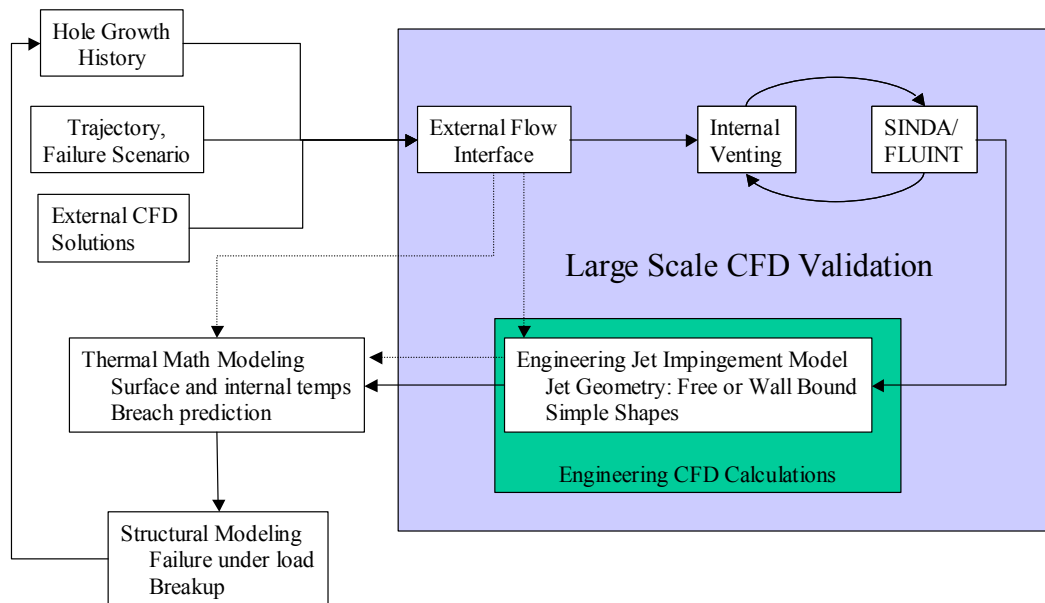 Hole Growth
History
Trajectory,
Failure Scenario
External CFD
Solutions
External Flow
Interface
Internal
Venting
SINDA/
FLUINT
Large Scale CFD Validation
Thermal Math Modeling
Surface and internal temps
Breach prediction
Engineering Jet Impingement Model
Jet Geometry: Free or Wall Bound
Simple Shapes
Engineering CFD Calculations
Structural Modeling
Failure under load
Breakup